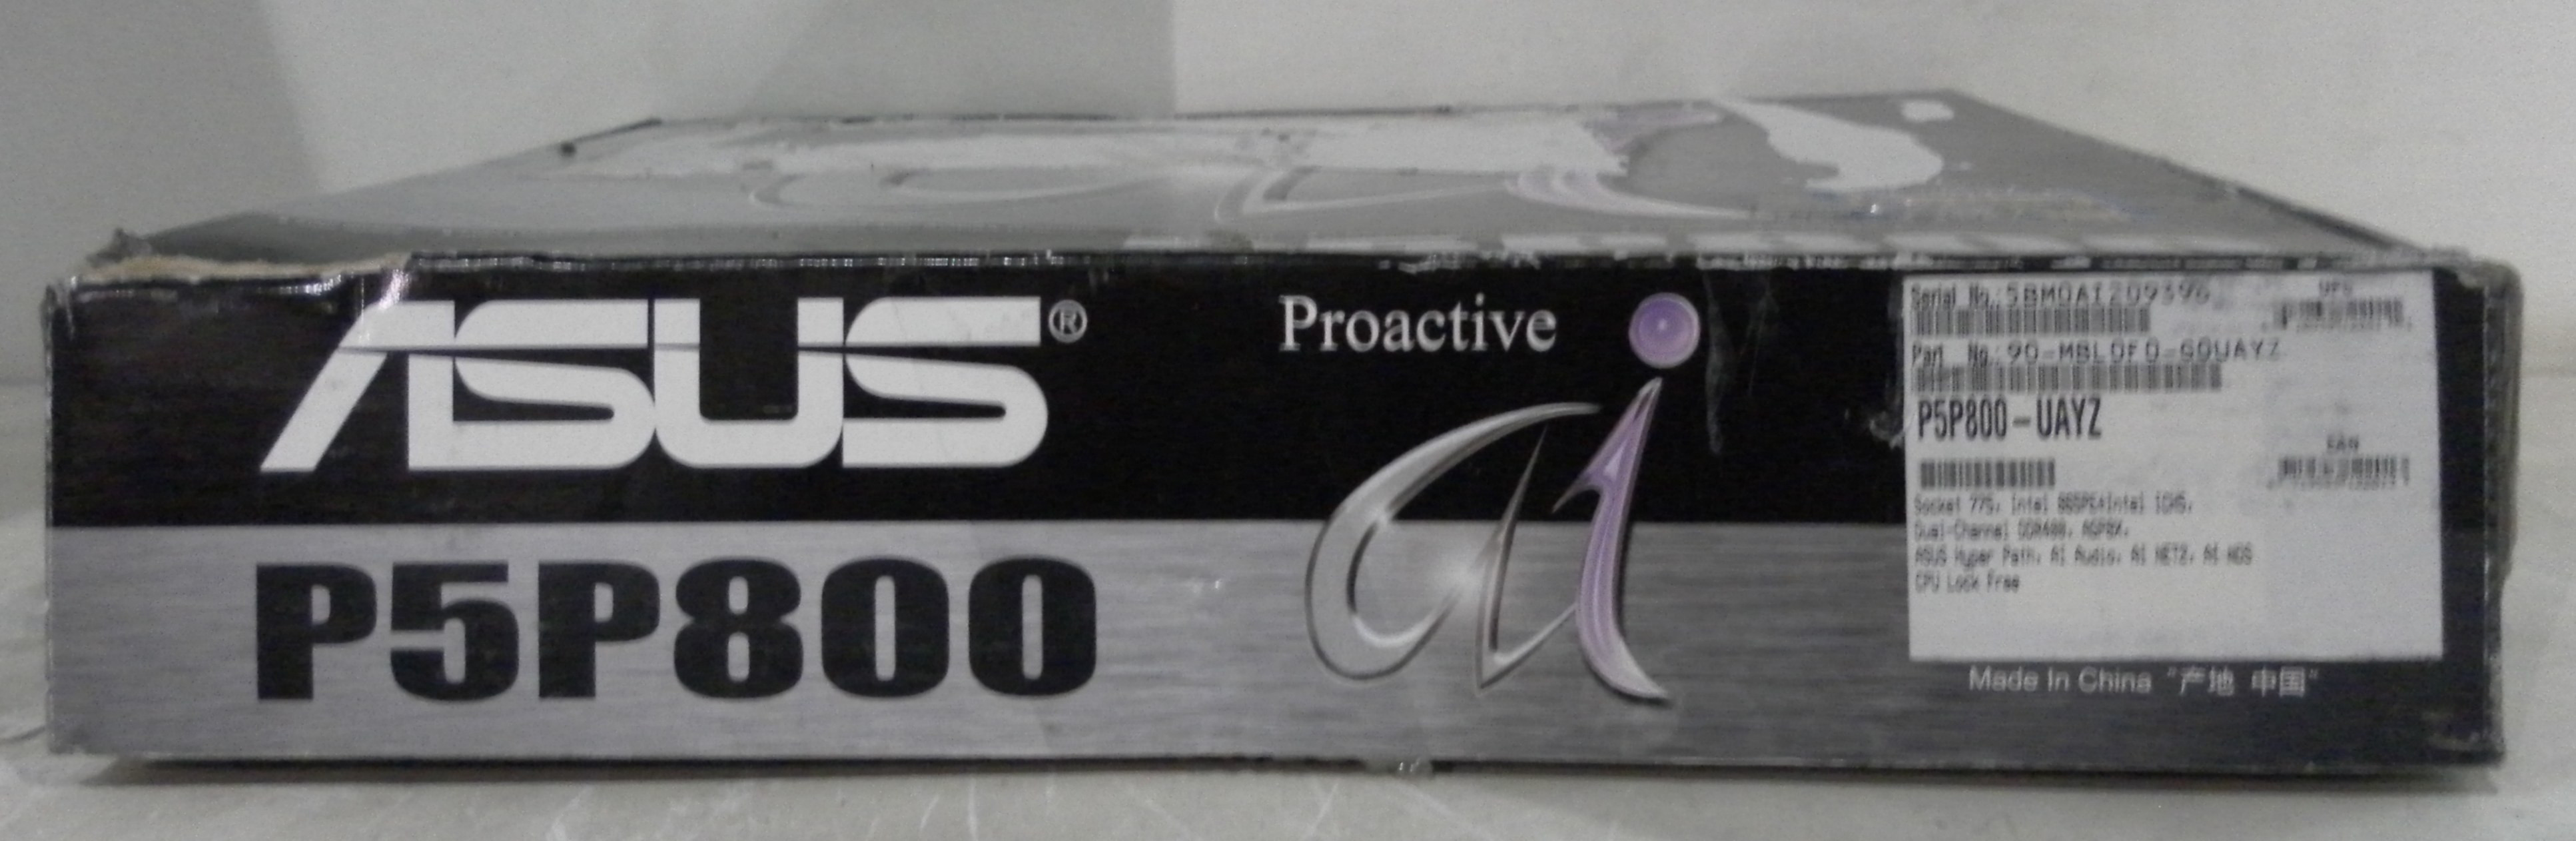 ASUS®
P5P800
Proactive
Ai
Serial No.:5BM0AI209396
UPC
Part No.:90-MBL0F0-G0UAYZ
P5P800-UAYZ
EAN
Socket 775, Intel 865PE+Intel ICH5,
Dual-Channel DDR400, AGP8X,
ASUS Hyper Path, AI Audio, AI NET2, AI NOS
CPU Lock Free
Made In China "产地 中国"